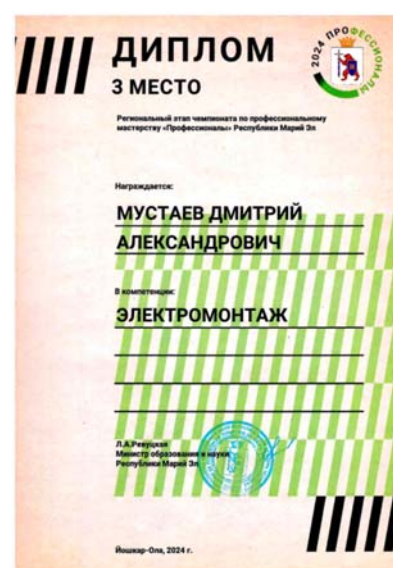 ДИПЛОМ
3 МЕСТО
2024 ПРОФЕССИОНАЛЫ
Региональный этап чемпионата по профессиональному
мастерству «Профессионалы» Республики Марий Эл
Награждается:
МУСТАЕВ ДМИТРИЙ
АЛЕКСАНДРОВИЧ
В компетенции:
ЭЛЕКТРОМОНТАЖ
Л.А.Ревуцкая
Министр образования и науки
Республики Марий Эл
Йошкар-Ола, 2024 г.